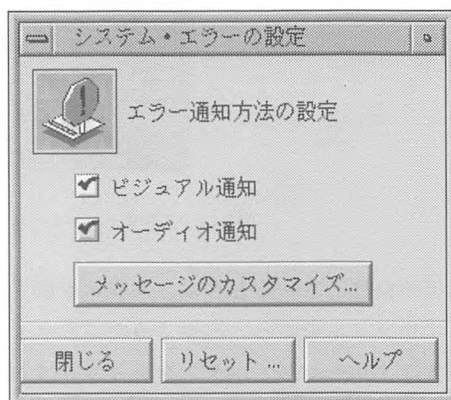 システム・エラーの設定
エラー通知方法の設定
ビジュアル通知
オーディオ通知
メッセージのカスタマイズ...
閉じる
リセット ...
ヘルプ